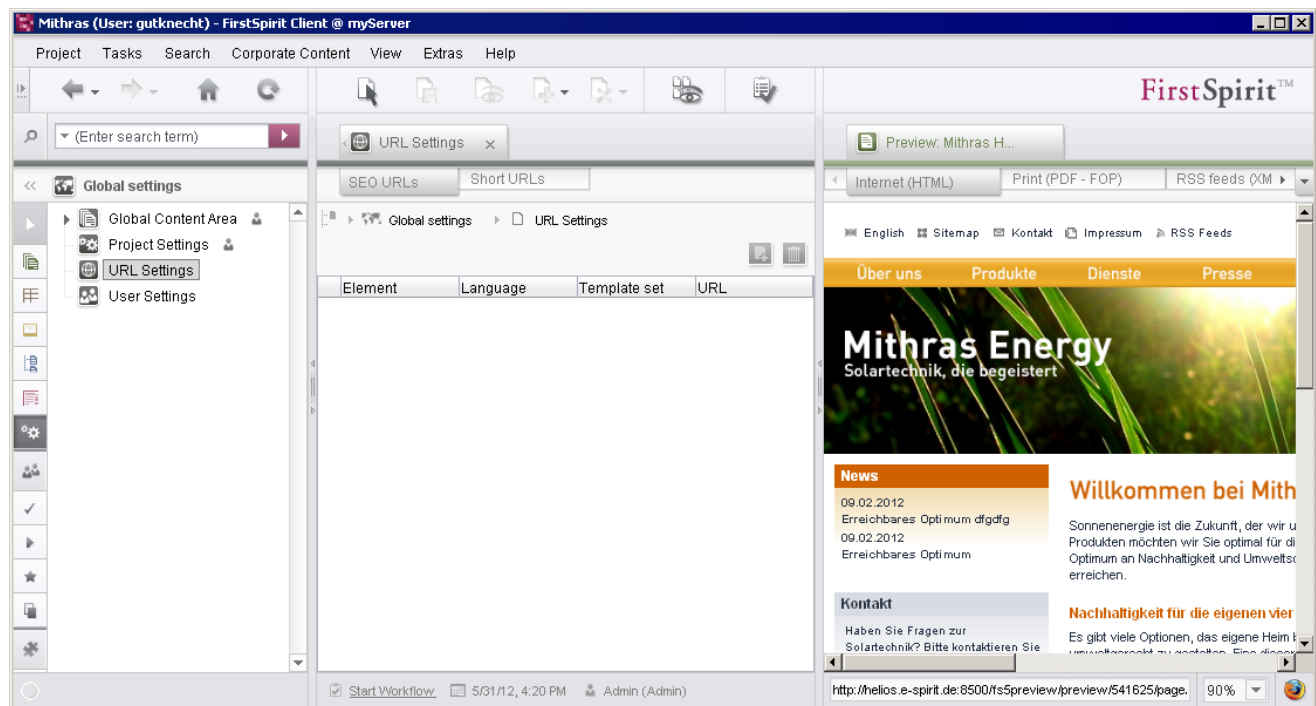 Mithras (User: gutknecht) - FirstSpirit Client @ myServer
Project Tasks Search Corporate Content View Extras Help
FirstSpirit™
(Enter search term)
URL Settings
Preview: Mithras H...
Global settings
SEO URLs Short URLs
Internet (HTML) Print (PDF - FOP) RSS feeds (XM
Global Content Area
Project Settings
URL Settings
User Settings
Global settings URL Settings
Element Language Template set URL
English Sitemap Kontakt Impressum RSS Feeds
Über uns Produkte Dienste Presse
Mithras Energy
Solartechnik, die begeistert
News
09.02.2012
Erreichbares Optimum dfgdfg
09.02.2012
Erreichbares Optimum
Kontakt
Haben Sie Fragen zur
Solartechnik? Bitte kontaktieren Sie
Willkommen bei Mith
Sonnenenergie ist die Zukunft, der wir u
Produkten möchten wir Sie optimal für di
Optimum an Nachhaltigkeit und Umweltsc
erreichen.
Nachhaltigkeit für die eigenen vier
Es gibt viele Optionen, das eigene Heim
Start Workflow 5/31/12, 4:20 PM Admin (Admin)
http://helios.e-spirit.de:8500/fs5preview/preview/541625/page. 90%